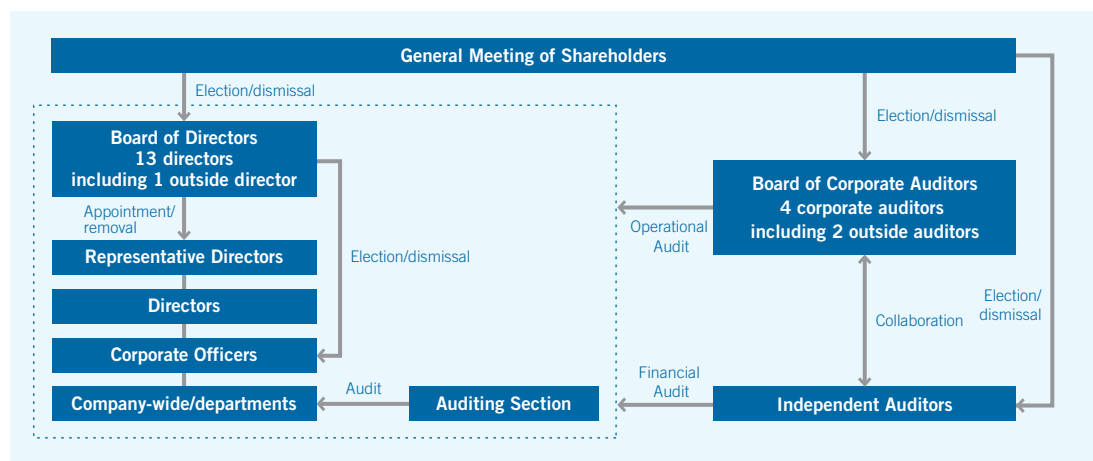 General Meeting of Shareholders
Election/dismissal
Election/dismissal
Board of Directors
13 directors
including 1 outside director
Board of Corporate Auditors
4 corporate auditors
including 2 outside auditors
Appointment/
removal
Operational
Audit
Representative Directors
Election/dismissal
Directors
Election/
dismissal
Collaboration
Corporate Officers
Financial
Audit
Company-wide/departments
Audit
Auditing Section
Independent Auditors